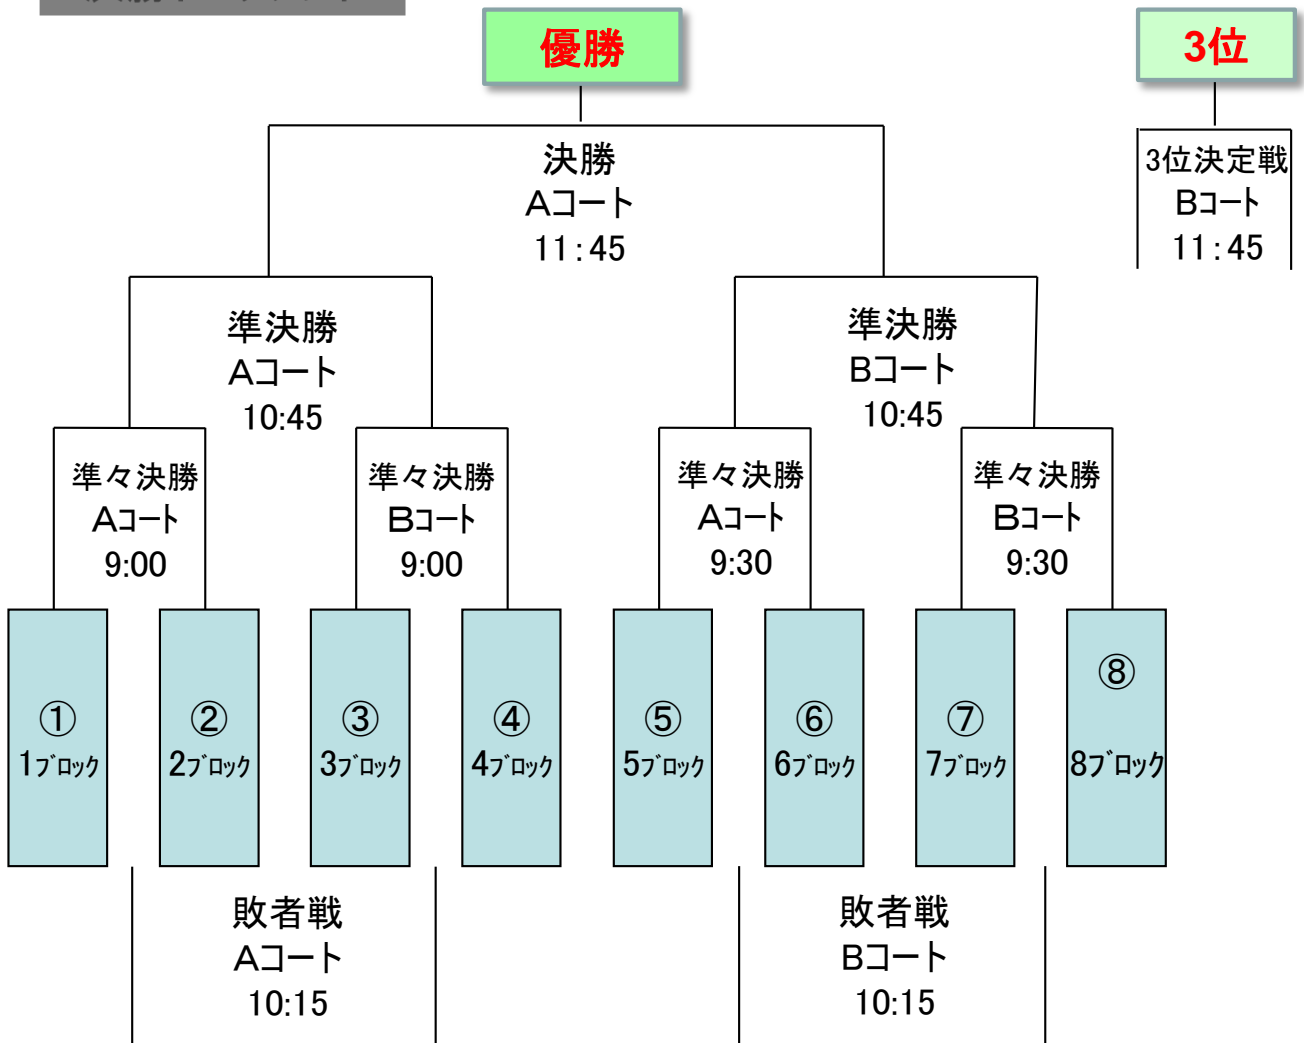 優勝
3位
決勝
Aコート
11:45
3位決定戦
Bコート
11:45
準決勝
Aコート
10:45
準決勝
Bコート
10:45
準々決勝
Aコート
9:00
準々決勝
Bコート
9:00
準々決勝
Aコート
9:30
準々決勝
Bコート
9:30
①
1ブロック
②
2ブロック
③
3ブロック
④
4ブロック
⑤
5ブロック
⑥
6ブロック
⑦
7ブロック
⑧
8ブロック
敗者戦
Aコート
10:15
敗者戦
Bコート
10:15